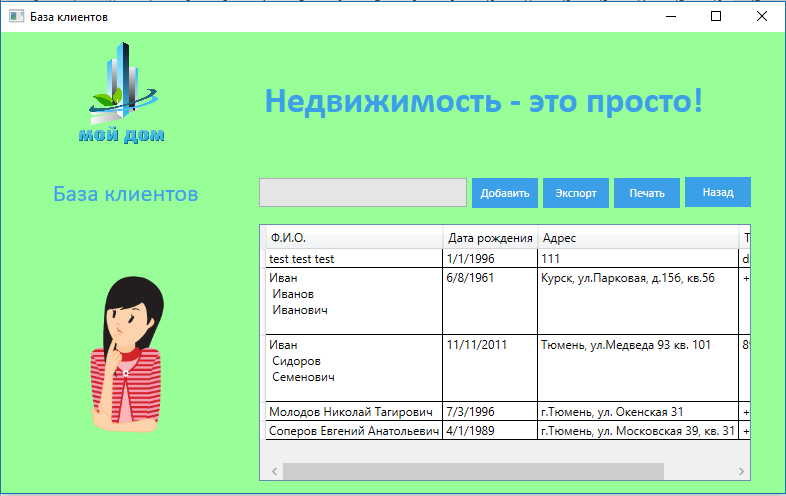 База клиентов
Недвижимость - это просто!
мой дом
База клиентов
Добавить Экспорт Печать Назад
Ф.И.О. Дата рождения Адрес Т
test test test 1/1/1996 111 d
Иван 6/8/1961 Курск, ул.Парковая, д.156, кв.56 +
Иванов
Иванович
Иван 11/11/2011 Тюмень, ул.Медведа 93 кв. 101 89
Сидоров
Семенович
Молодов Николай Тагирович 7/3/1996 г.Тюмень, ул. Окенская 31 +
Соперов Евгений Анатольевич 4/1/1989 г.Тюмень, ул. Московская 39, кв. 31 +